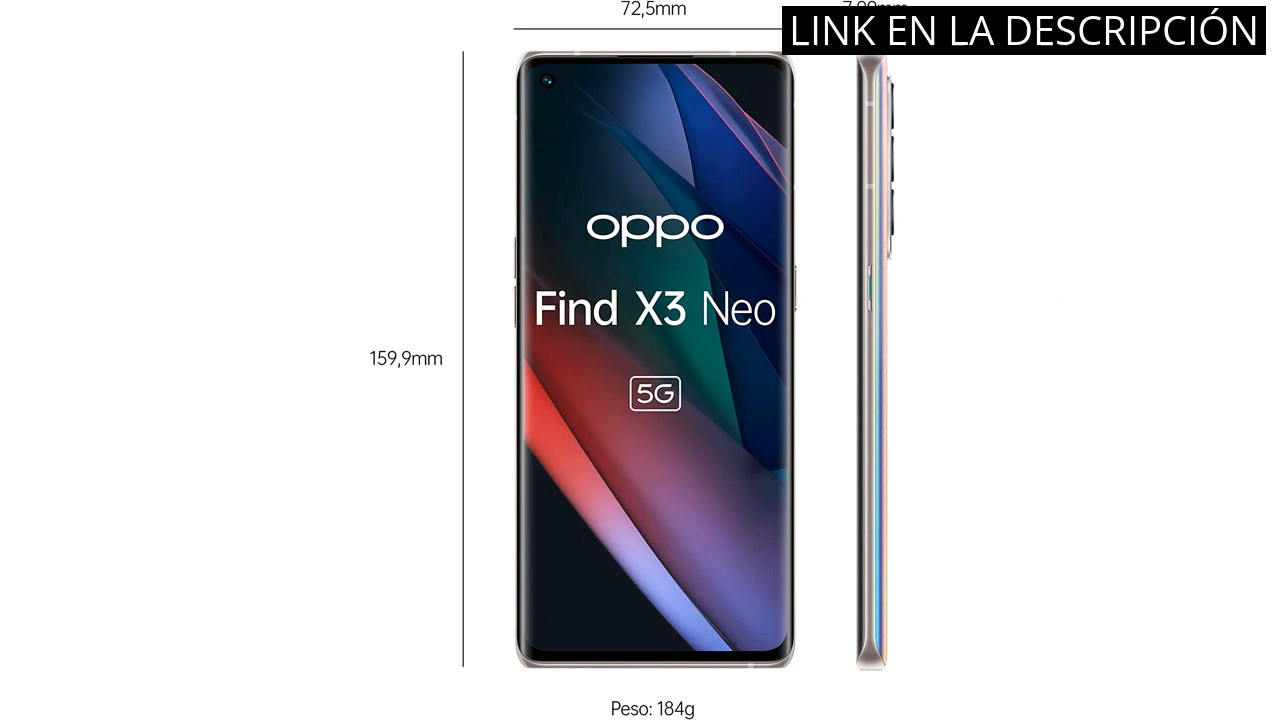 72,5mm
LINK EN LA DESCRIPCIÓN
oppo
Find X3 Neo
5G
159,9mm
Peso: 184g